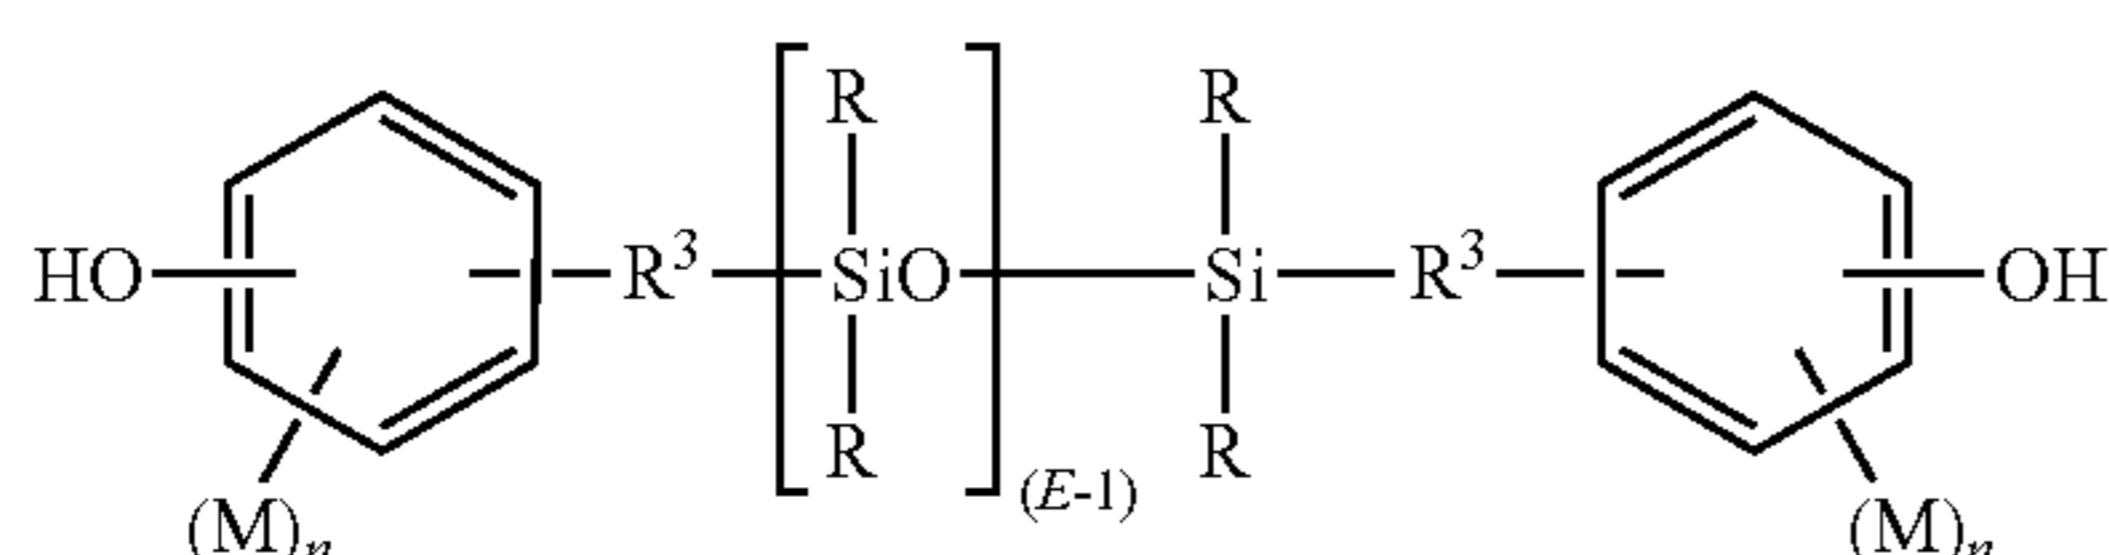 R R
HO R³ SiO Si R³ OH
R R
(E-1)
(M)n (M)n